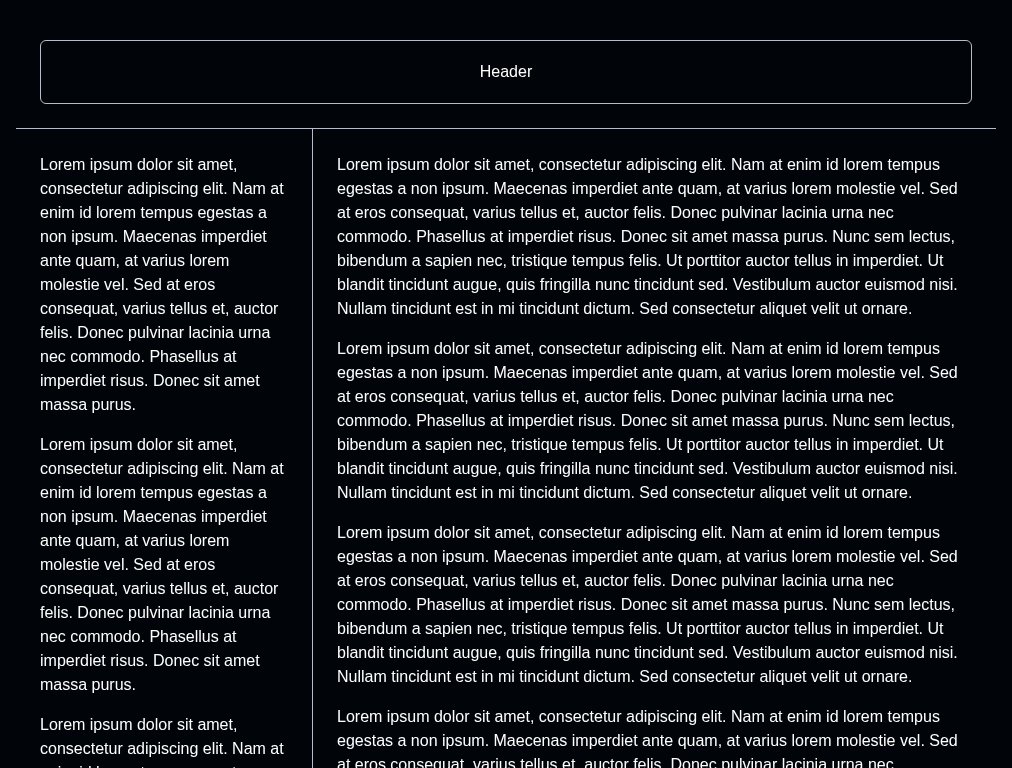 Header
Lorem ipsum dolor sit amet,
consectetur adipiscing elit. Nam at
enim id lorem tempus egestas a
non ipsum. Maecenas imperdiet
ante quam, at varius lorem
molestie vel. Sed at eros
consequat, varius tellus et, auctor
felis. Donec pulvinar lacinia urna
nec commodo. Phasellus at
imperdiet risus. Donec sit amet
massa purus.
Lorem ipsum dolor sit amet,
consectetur adipiscing elit. Nam at
enim id lorem tempus egestas a
non ipsum. Maecenas imperdiet
ante quam, at varius lorem
molestie vel. Sed at eros
consequat, varius tellus et, auctor
felis. Donec pulvinar lacinia urna
nec commodo. Phasellus at
imperdiet risus. Donec sit amet
massa purus.
Lorem ipsum dolor sit amet,
consectetur adipiscing elit. Nam at
Lorem ipsum dolor sit amet, consectetur adipiscing elit. Nam at enim id lorem tempus
egestas a non ipsum. Maecenas imperdiet ante quam, at varius lorem molestie vel. Sed
at eros consequat, varius tellus et, auctor felis. Donec pulvinar lacinia urna nec
commodo. Phasellus at imperdiet risus. Donec sit amet massa purus. Nunc sem lectus,
bibendum a sapien nec, tristique tempus felis. Ut porttitor auctor tellus in imperdiet. Ut
blandit tincidunt augue, quis fringilla nunc tincidunt sed. Vestibulum auctor euismod nisi.
Nullam tincidunt est in mi tincidunt dictum. Sed consectetur aliquet velit ut ornare.
Lorem ipsum dolor sit amet, consectetur adipiscing elit. Nam at enim id lorem tempus
egestas a non ipsum. Maecenas imperdiet ante quam, at varius lorem molestie vel. Sed
at eros consequat, varius tellus et, auctor felis. Donec pulvinar lacinia urna nec
commodo. Phasellus at imperdiet risus. Donec sit amet massa purus. Nunc sem lectus,
bibendum a sapien nec, tristique tempus felis. Ut porttitor auctor tellus in imperdiet. Ut
blandit tincidunt augue, quis fringilla nunc tincidunt sed. Vestibulum auctor euismod nisi.
Nullam tincidunt est in mi tincidunt dictum. Sed consectetur aliquet velit ut ornare.
Lorem ipsum dolor sit amet, consectetur adipiscing elit. Nam at enim id lorem tempus
egestas a non ipsum. Maecenas imperdiet ante quam, at varius lorem molestie vel. Sed
at eros consequat, varius tellus et, auctor felis. Donec pulvinar lacinia urna nec
commodo. Phasellus at imperdiet risus. Donec sit amet massa purus. Nunc sem lectus,
bibendum a sapien nec, tristique tempus felis. Ut porttitor auctor tellus in imperdiet. Ut
blandit tincidunt augue, quis fringilla nunc tincidunt sed. Vestibulum auctor euismod nisi.
Nullam tincidunt est in mi tincidunt dictum. Sed consectetur aliquet velit ut ornare.
Lorem ipsum dolor sit amet, consectetur adipiscing elit. Nam at enim id lorem tempus
egestas a non ipsum. Maecenas imperdiet ante quam, at varius lorem molestie vel. Sed
at eros consequat, varius tellus et, auctor felis. Donec pulvinar lacinia urna nec